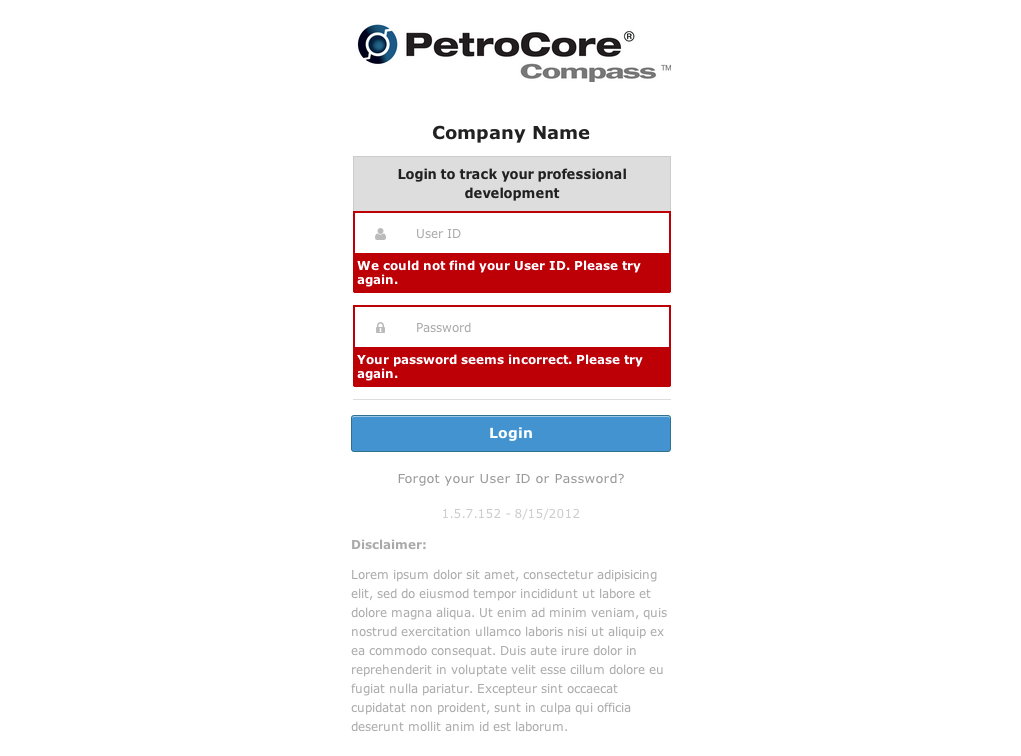 PetroCore®
Compass ™
Company Name
Login to track your professional
development
User ID
We could not find your User ID. Please try
again.
Password
Your password seems incorrect. Please try
again.
Login
Forgot your User ID or Password?
1.5.7.152 - 8/15/2012
Disclaimer:
Lorem ipsum dolor sit amet, consectetur adipisicing
elit, sed do eiusmod tempor incididunt ut labore et
dolore magna aliqua. Ut enim ad minim veniam, quis
nostrud exercitation ullamco laboris nisi ut aliquip ex
ea commodo consequat. Duis aute irure dolor in
reprehenderit in voluptate velit esse cillum dolore eu
fugiat nulla pariatur. Excepteur sint occaecat
cupidatat non proident, sunt in culpa qui officia
deserunt mollit anim id est laborum.